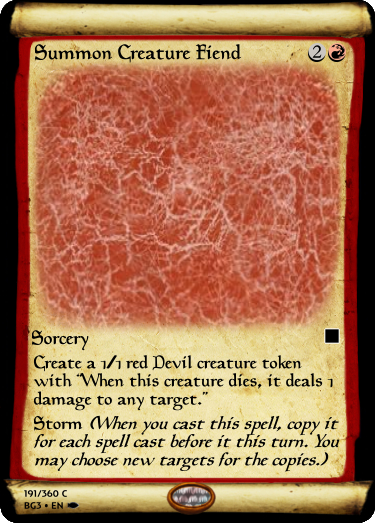 Summon Creature Fiend 2
Sorcery
Create a 1/1 red Devil creature token
with "When this creature dies, it deals 1
damage to any target."
Storm (When you cast this spell, copy it
for each spell cast before it this turn. You
may choose new targets for the copies.)
191/360 C
BG3 • EN